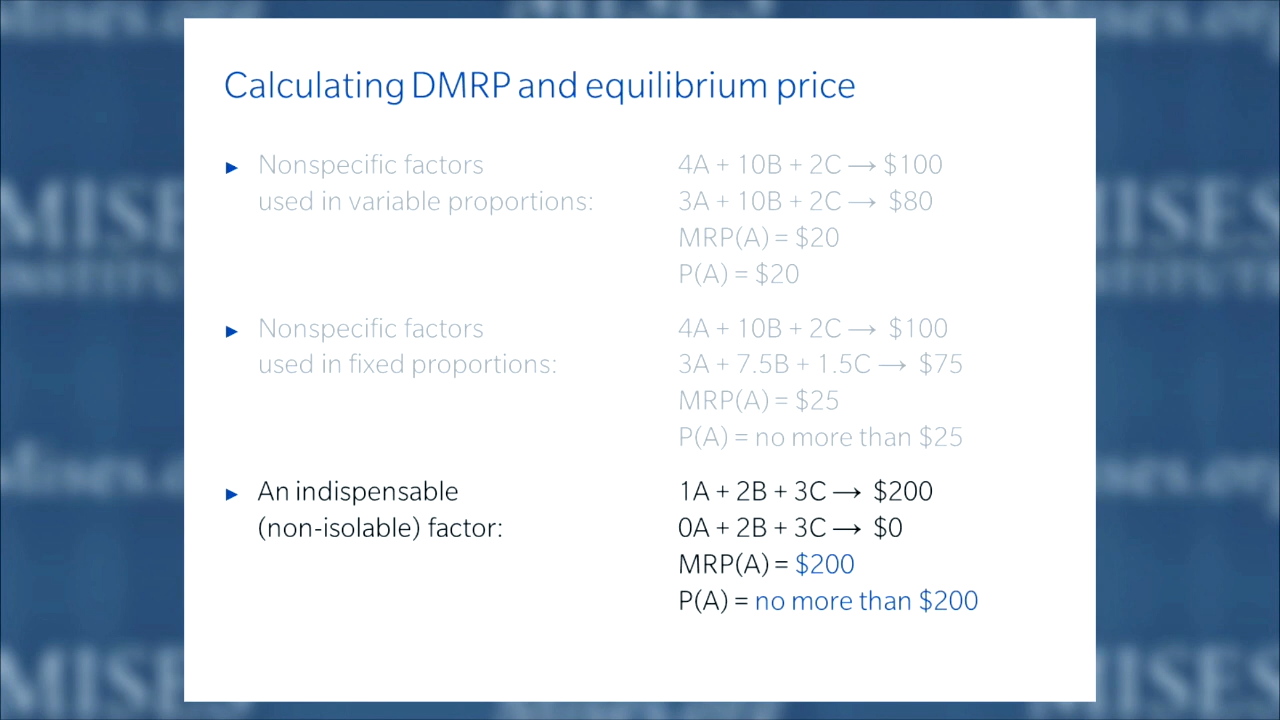 Calculating DMRP and equilibrium price
► Nonspecific factors
used in variable proportions:
4A + 10B + 2C → $100
3A + 10B + 2C → $80
MRP(A) = $20
P(A) = $20
► Nonspecific factors
used in fixed proportions:
4A + 10B + 2C → $100
3A + 7.5B + 1.5C → $75
MRP(A) = $25
P(A) = no more than $25
► An indispensable
(non-isolable) factor:
1A + 2B + 3C → $200
0A + 2B + 3C → $0
MRP(A) = $200
P(A) = no more than $200